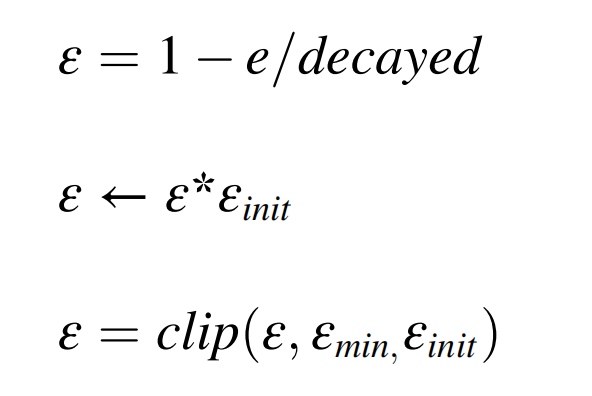 ε = 1 − e/decayed
ε ← ε*ε_init
ε = clip(ε, ε_min, ε_init)